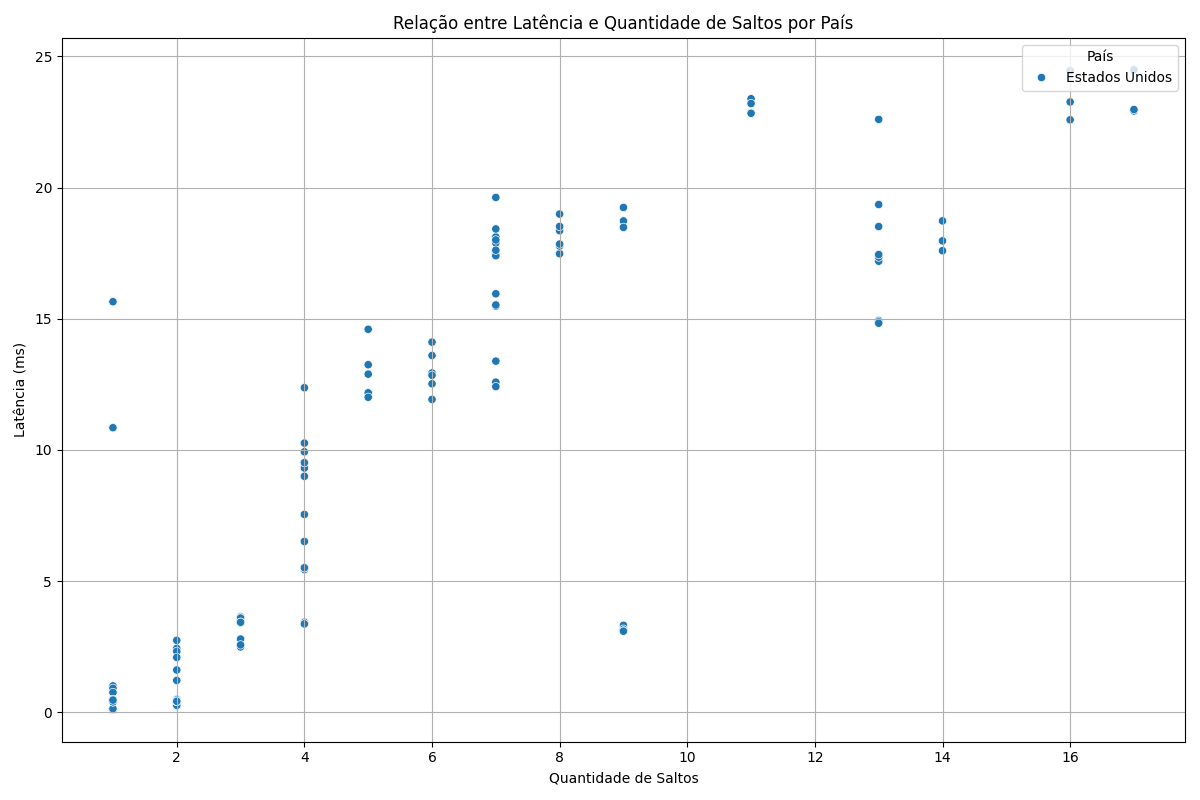 Relação entre Latência e Quantidade de Saltos por País
País
Estados Unidos
Latência (ms)
25
20
15
10
5
0
2 4 6 8 10 12 14 16
Quantidade de Saltos